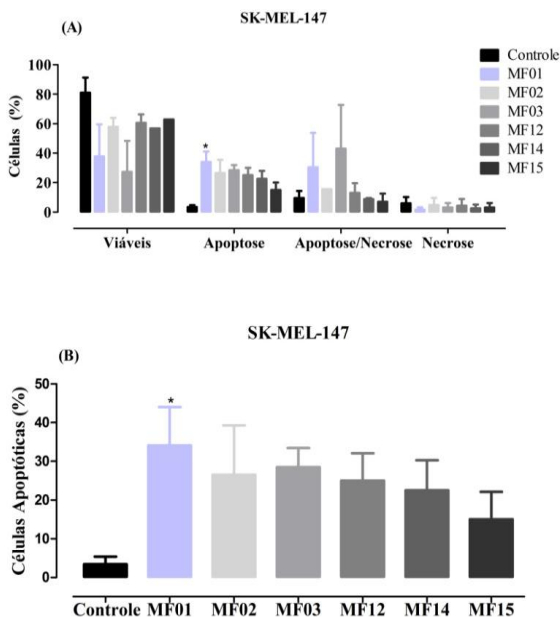 SK-MEL-147
(A)
Controle
MF01
MF02
MF03
MF12
MF14
MF15
Células (%)
100
80
60
40
20
0
*
Viáveis Apoptose Apoptose/Necrose Necrose
SK-MEL-147
(B)
Células Apoptóticas (%)
50
40
30
20
10
0
*
Controle MF01 MF02 MF03 MF12 MF14 MF15